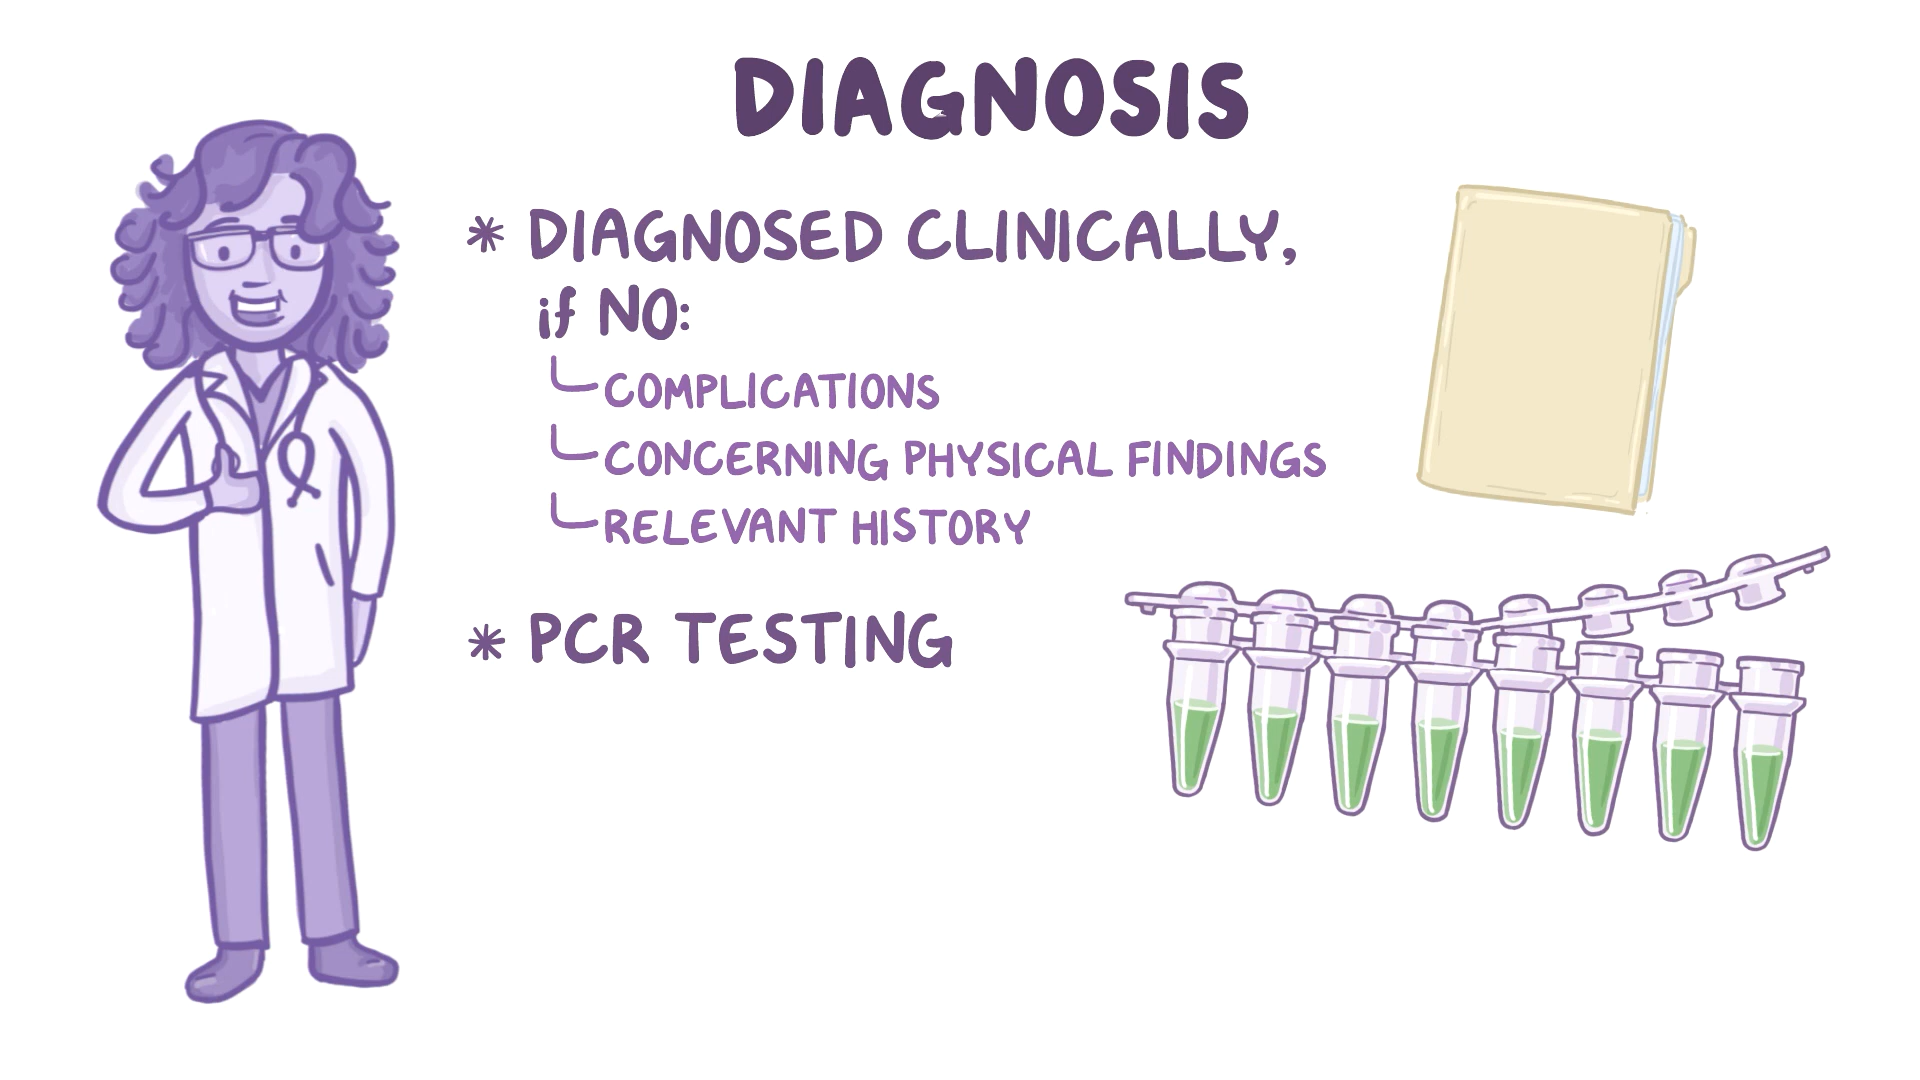 DIAGNOSIS
* DIAGNOSED CLINICALLY,
if NO:
COMPLICATIONS
CONCERNING PHYSICAL FINDINGS
RELEVANT HISTORY
* PCR TESTING